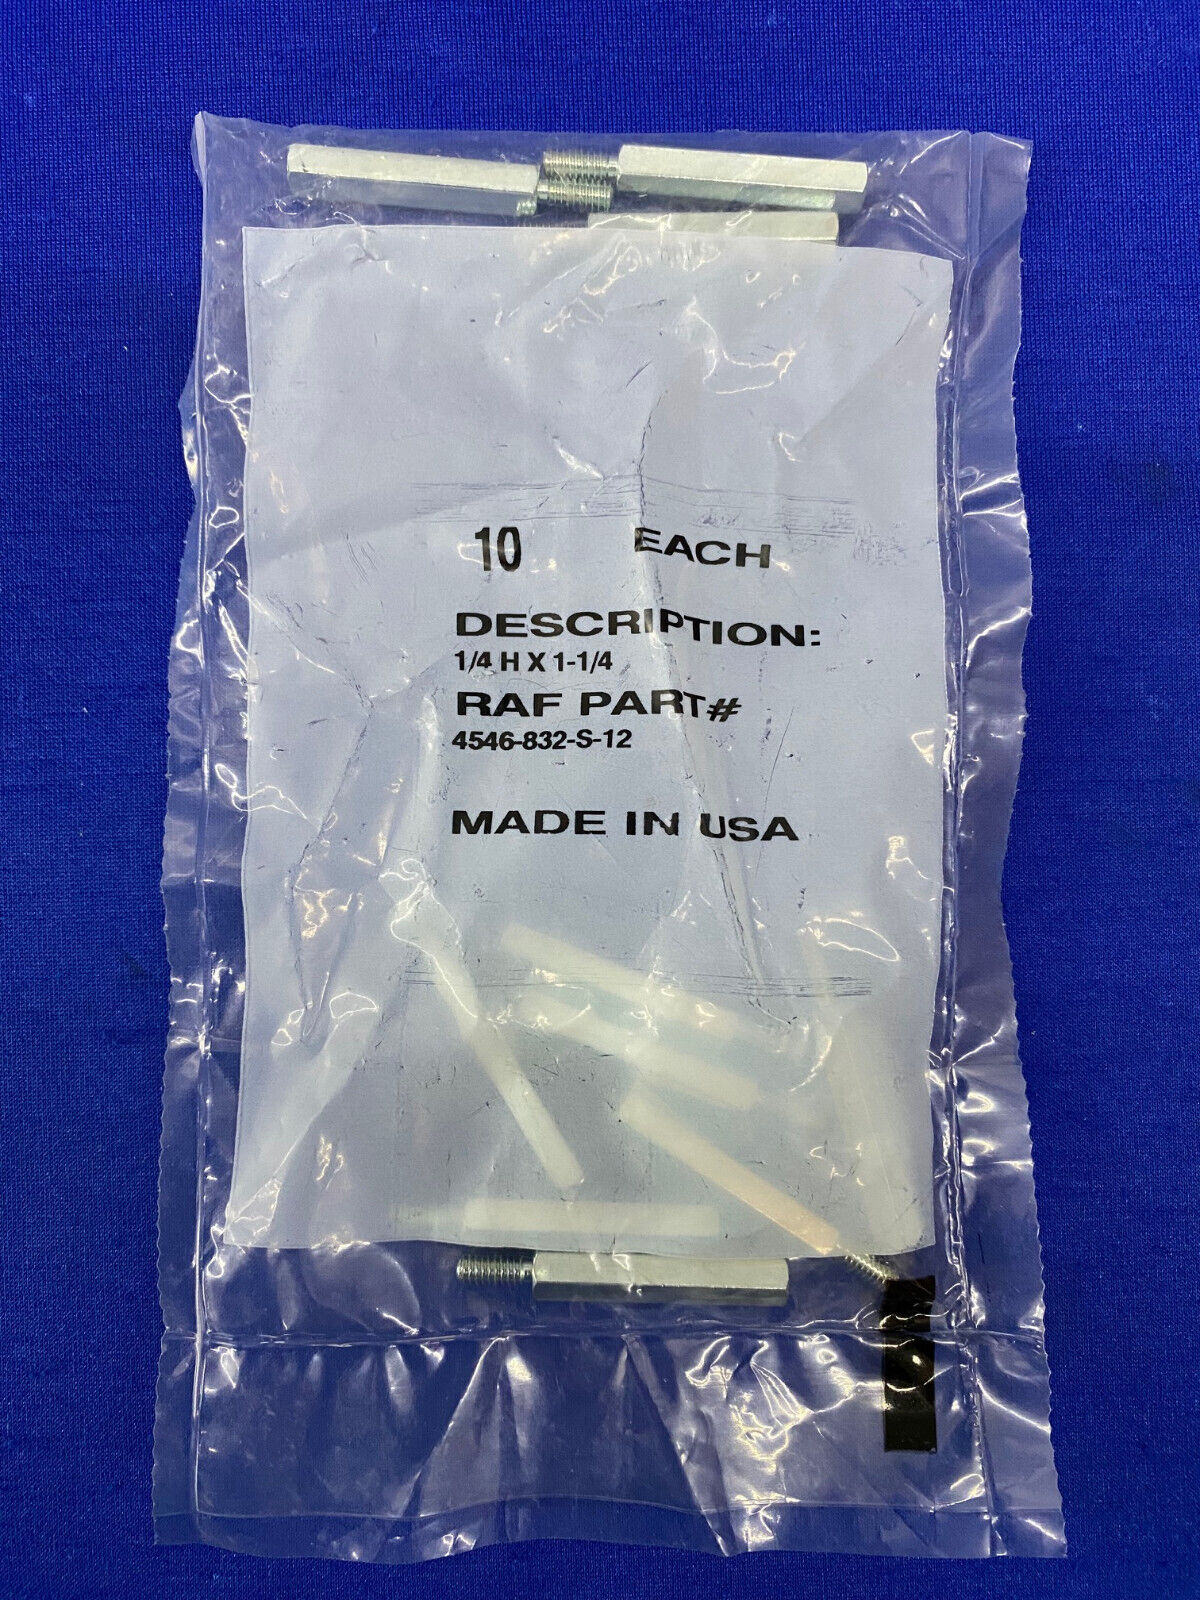 10 EACH
DESCRIPTION:
1/4 H X 1-1/4
RAF PART#
4546-832-S-12
MADE IN USA